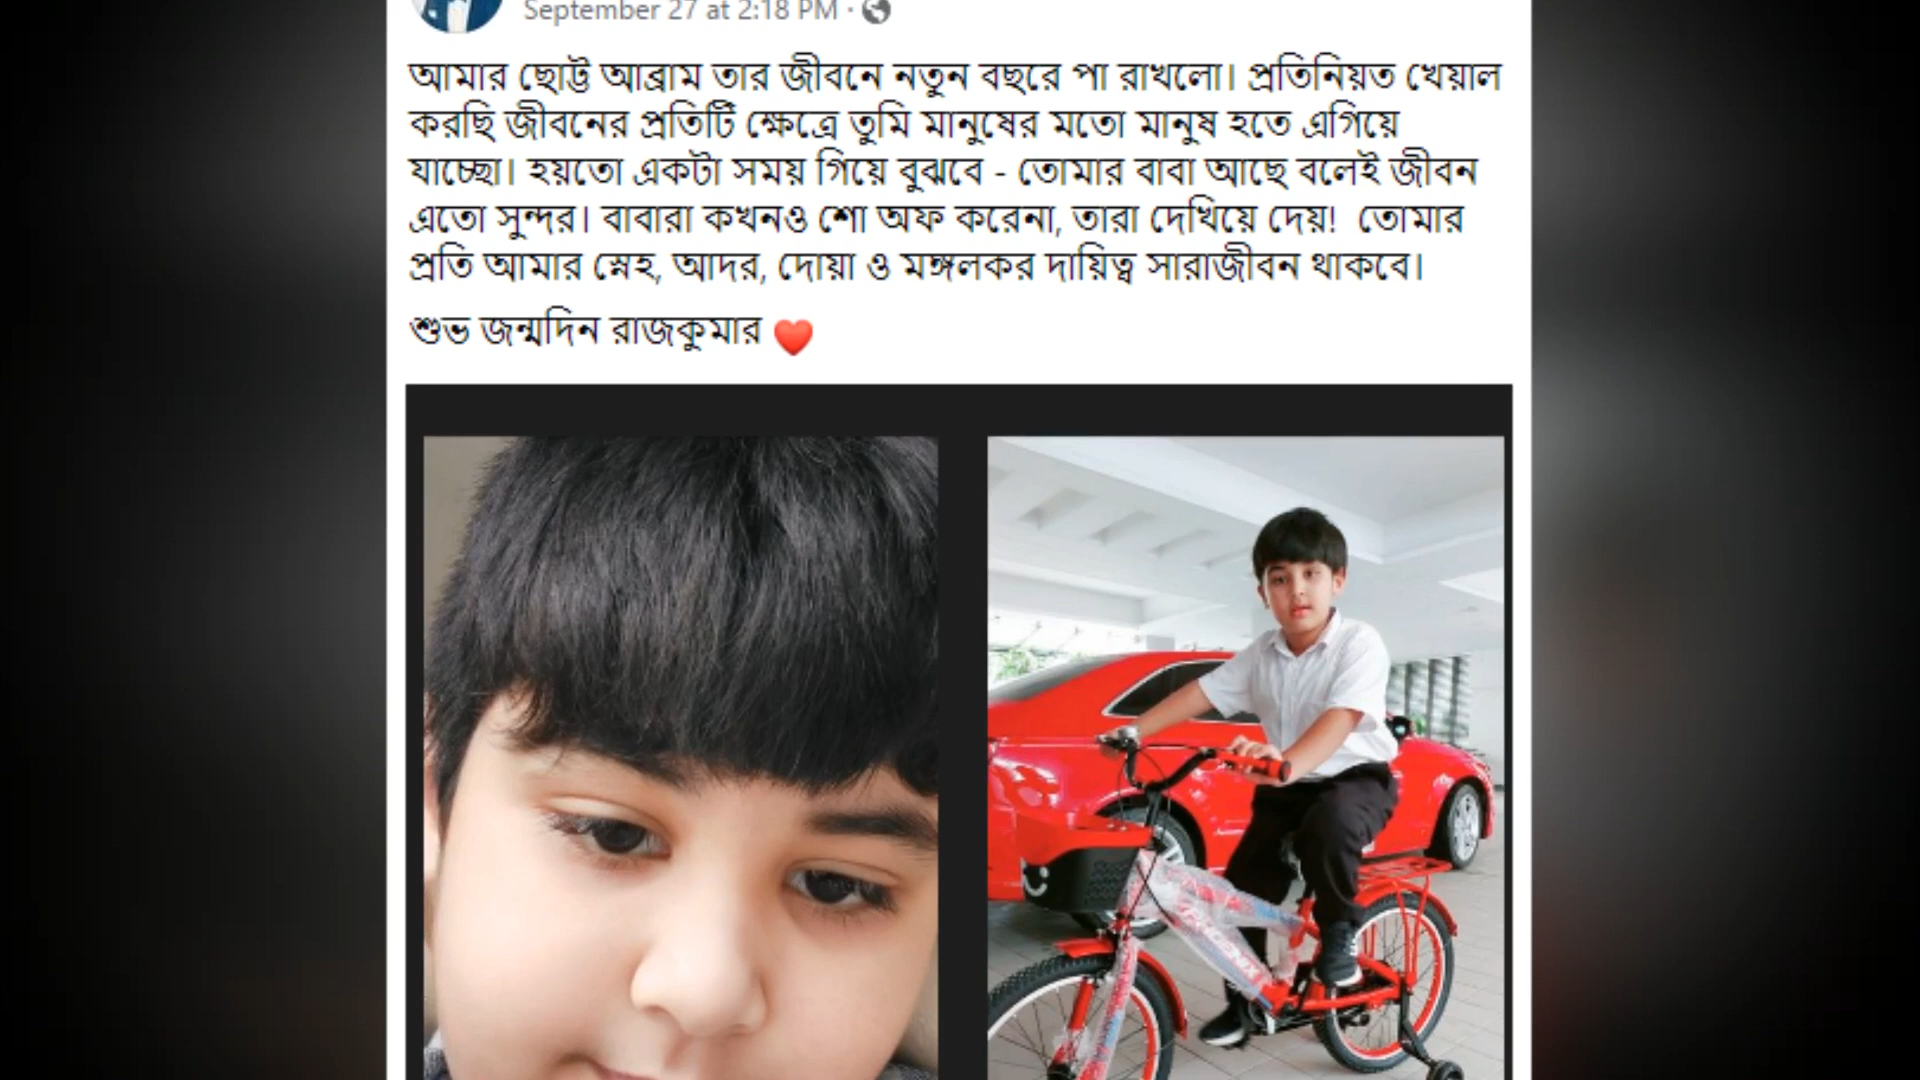 September 27 at 2:18 PM ·
আমার ছোট্ট আব্রাম তার জীবনে নতুন বছরে পা রাখলো। প্রতিনিয়ত খেয়াল
করছি জীবনের প্রতিটি ক্ষেত্রে তুমি মানুষের মতো মানুষ হতে এগিয়ে
যাচ্ছো। হয়তো একটা সময় গিয়ে বুঝবে - তোমার বাবা আছে বলেই জীবন
এতো সুন্দর। বাবারা কখনও শো অফ করেনা, তারা দেখিয়ে দেয়! তোমার
প্রতি আমার স্নেহ, আদর, দোয়া ও মঙ্গলকর দায়িত্ব সারাজীবন থাকবে।
শুভ জন্মদিন রাজকুমার ❤️